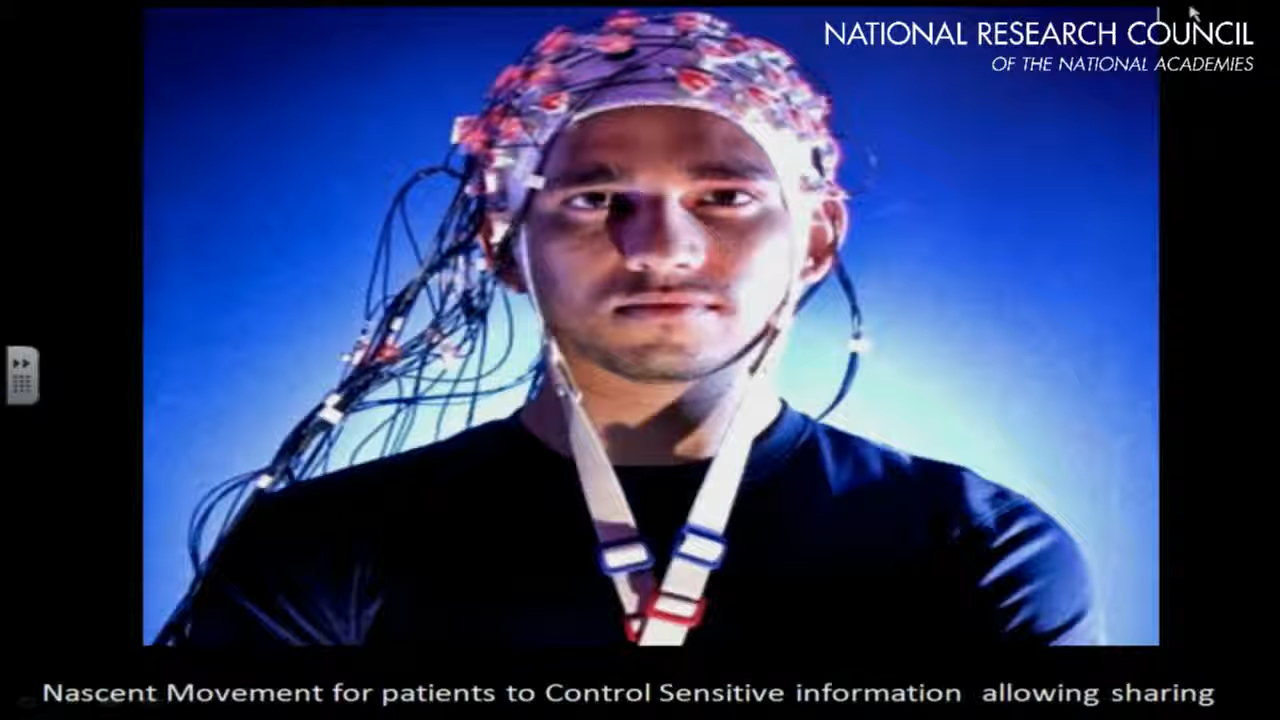 NATIONAL RESEARCH COUNCIL
OF THE NATIONAL ACADEMIES
Nascent Movement for patients to Control Sensitive information allowing sharing